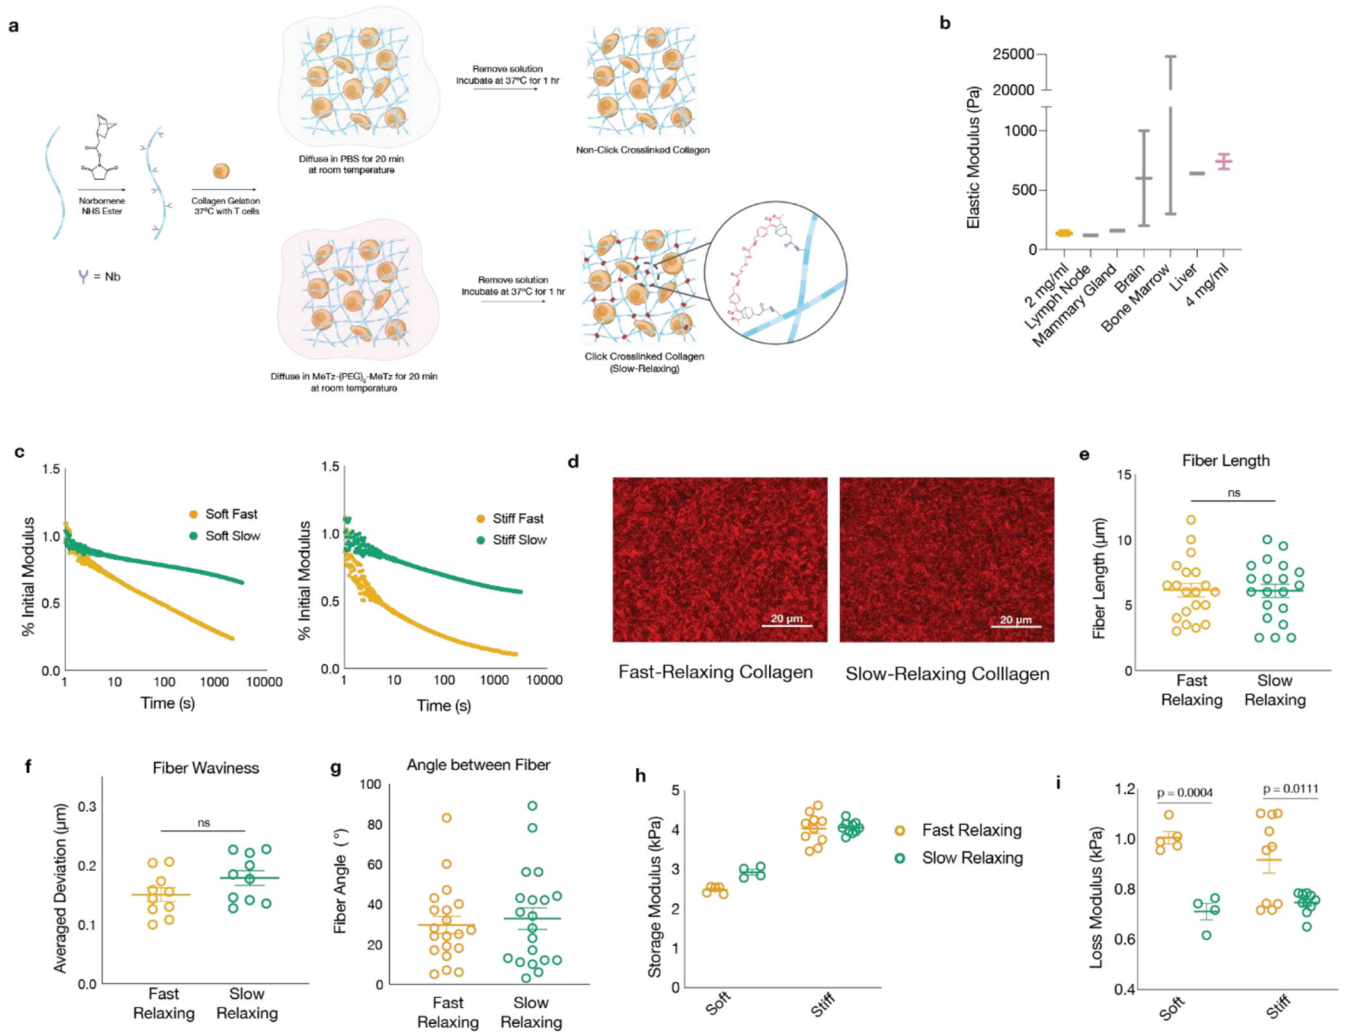 a
Norbornene
NHS Ester
Collagen Gelation
37ºC with T cells
= Nb
Diffuse in PBS for 20 min
at room temperature
Remove solution
Incubate at 37ºC for 1 hr
Non-Click Crosslinked Collagen
Diffuse in MeTz-(PEG)5-MeTz for 20 min
at room temperature
Remove solution
Incubate at 37ºC for 1 hr
Click Crosslinked Collagen
(Slow-Relaxing)
b
Elastic Modulus (Pa)
25000
20000
1000
500
0
2 mg/ml
Lymph Node
Mammary Gland
Brain
Bone Marrow
Liver
4 mg/ml
c
% Initial Modulus
1.5
1.0
0.5
0.0
1 10 100 1000 10000
Time (s)
Soft Fast
Soft Slow
% Initial Modulus
1.5
1.0
0.5
0.0
1 10 100 1000 10000
Time (s)
Stiff Fast
Stiff Slow
d
20 µm
20 µm
Fast-Relaxing Collagen
Slow-Relaxing Colllagen
e
Fiber Length
Fiber Length (µm)
15
10
5
0
ns
Fast
Relaxing
Slow
Relaxing
f
Fiber Waviness
Averaged Deviation (µm)
0.3
0.2
0.1
0.0
ns
Fast
Relaxing
Slow
Relaxing
g
Angle between Fiber
Fiber Angle (°)
100
80
60
40
20
0
Fast
Relaxing
Slow
Relaxing
h
Storage Modulus (kPa)
5
4
3
2
1
0
Soft
Stiff
Fast Relaxing
Slow Relaxing
i
Loss Modulus (kPa)
1.2
1.0
0.8
0.6
0.4
p = 0.0004
p = 0.0111
Soft
Stiff